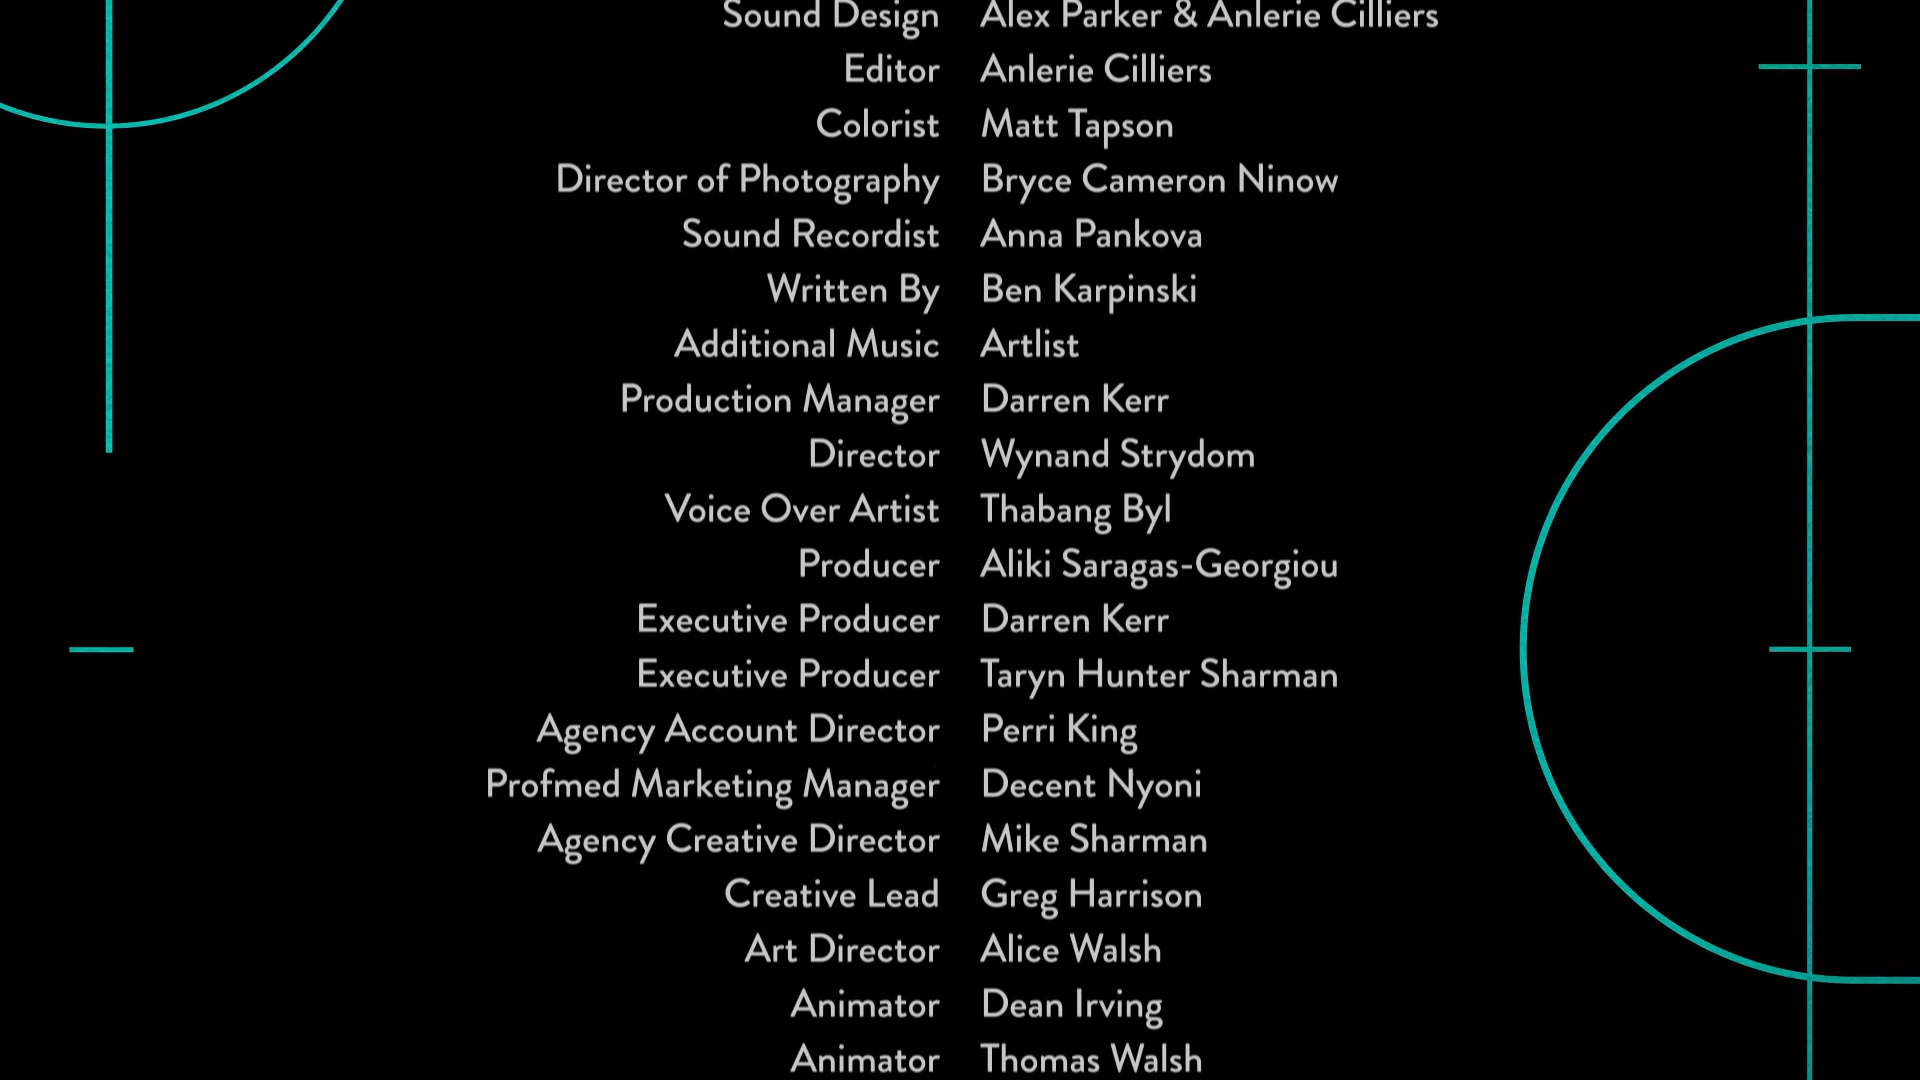 Sound Design Alex Parker & Anlerie Cilliers
Editor Anlerie Cilliers
Colorist Matt Tapson
Director of Photography Bryce Cameron Ninow
Sound Recordist Anna Pankova
Written By Ben Karpinski
Additional Music Artlist
Production Manager Darren Kerr
Director Wynand Strydom
Voice Over Artist Thabang Byl
Producer Aliki Saragas-Georgiou
Executive Producer Darren Kerr
Executive Producer Taryn Hunter Sharman
Agency Account Director Perri King
Profmed Marketing Manager Decent Nyoni
Agency Creative Director Mike Sharman
Creative Lead Greg Harrison
Art Director Alice Walsh
Animator Dean Irving
Animator Thomas Walsh